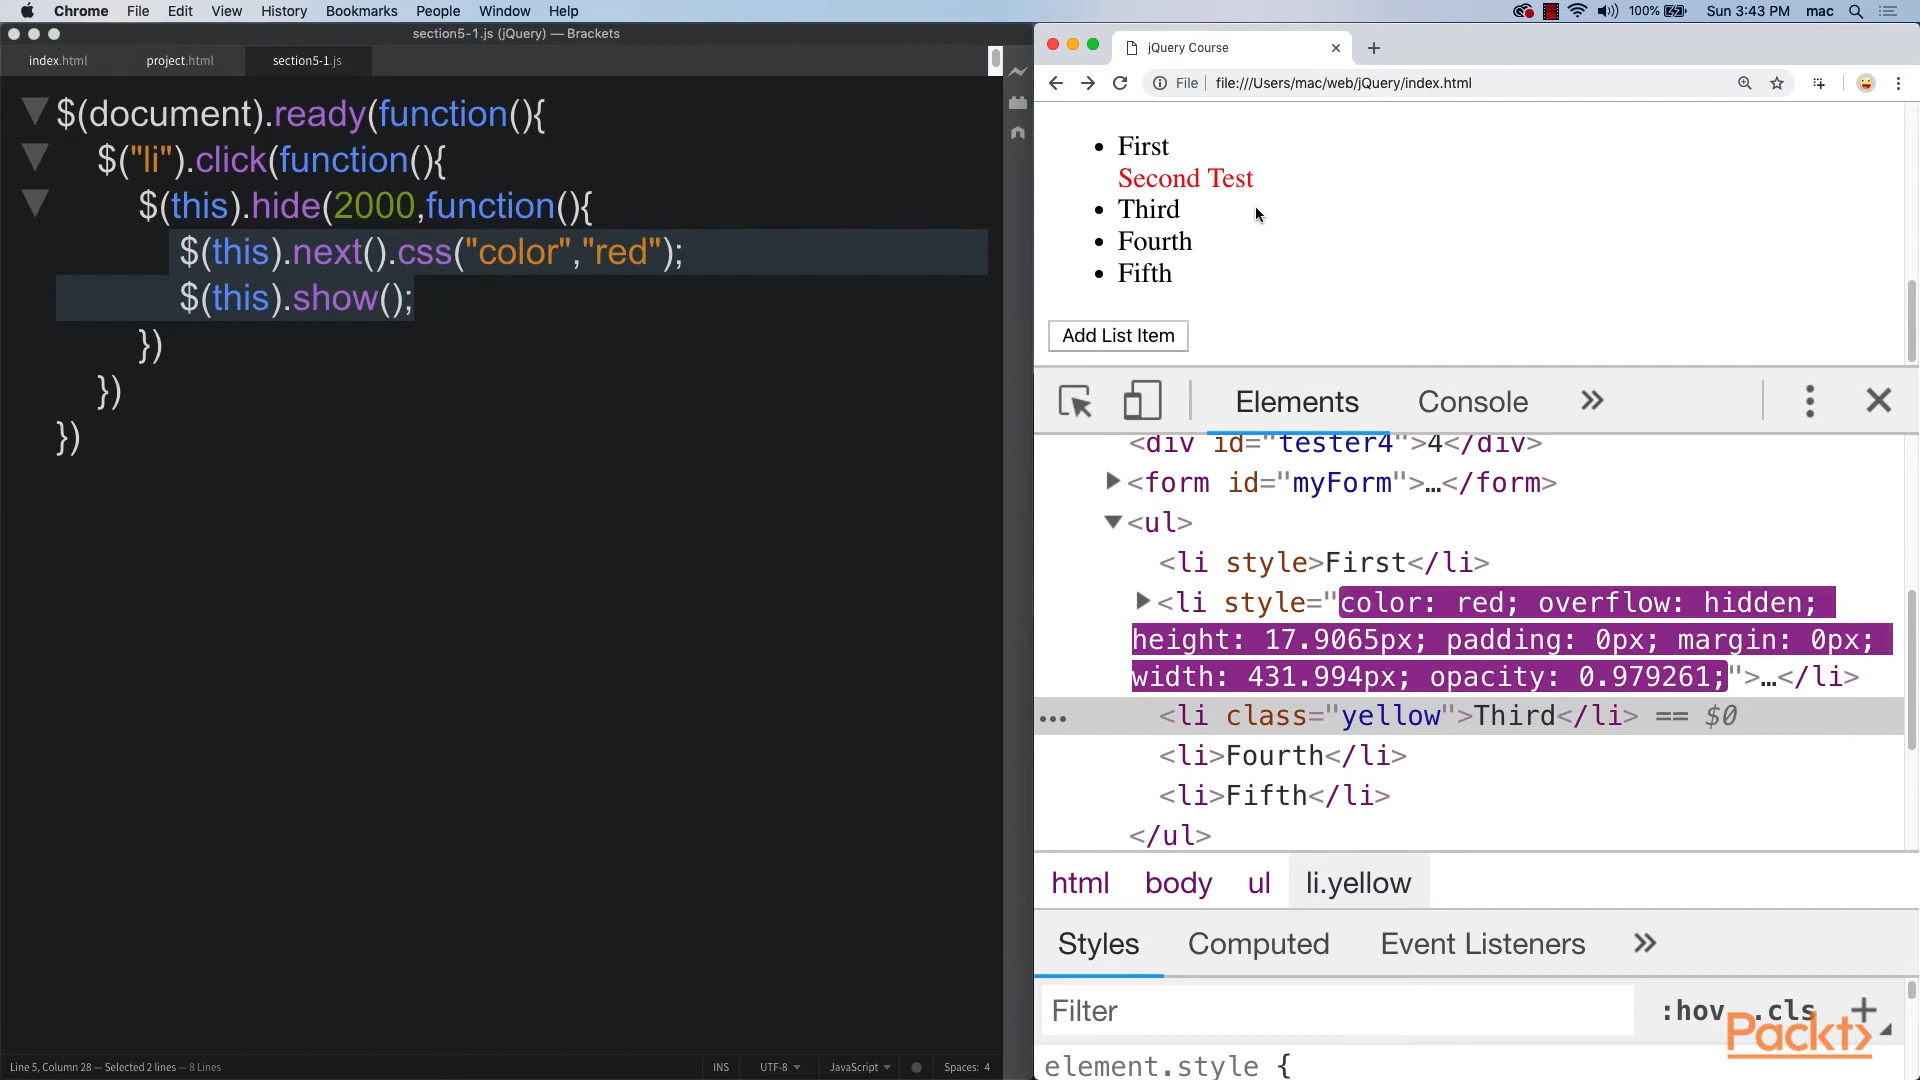 Chrome File Edit View History Bookmarks People Window Help
100% Sun 3:43 PM mac
section5-1.js (jQuery) — Brackets
index.html project.html section5-1.js
$(document).ready(function(){
$("li").click(function(){
$(this).hide(2000,function(){
$(this).next().css("color","red");
$(this).show();
})
})
})
Line 5, Column 28 — Selected 2 lines — 8 Lines
INS UTF-8 JavaScript Spaces: 4
jQuery Course
File file:///Users/mac/web/jQuery/index.html
First
Second Test
Third
Fourth
Fifth
Add List Item
Elements Console
<div id="tester4">4</div>
<form id="myForm">…</form>
<ul>
<li style>First</li>
<li style="color: red; overflow: hidden;
height: 17.9065px; padding: 0px; margin: 0px;
width: 431.994px; opacity: 0.979261;">…</li>
<li class="yellow">Third</li> == $0
<li>Fourth</li>
<li>Fifth</li>
</ul>
html body ul li.yellow
Styles Computed Event Listeners
Filter :hov .cls
element.style {
Packt